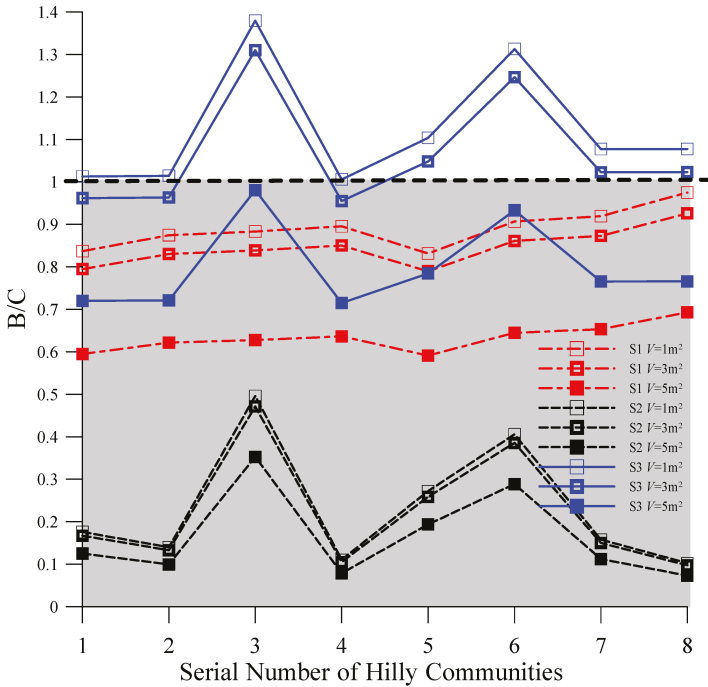 1.4
1.3
1.2
1.1
1
0.9
0.8
0.7
0.6
0.5
0.4
0.3
0.2
0.1
0
B/C
S1 V=1m²
S1 V=3m²
S1 V=5m²
S2 V=1m²
S2 V=3m²
S2 V=5m²
S3 V=1m²
S3 V=3m²
S3 V=5m²
1 2 3 4 5 6 7 8
Serial Number of Hilly Communities